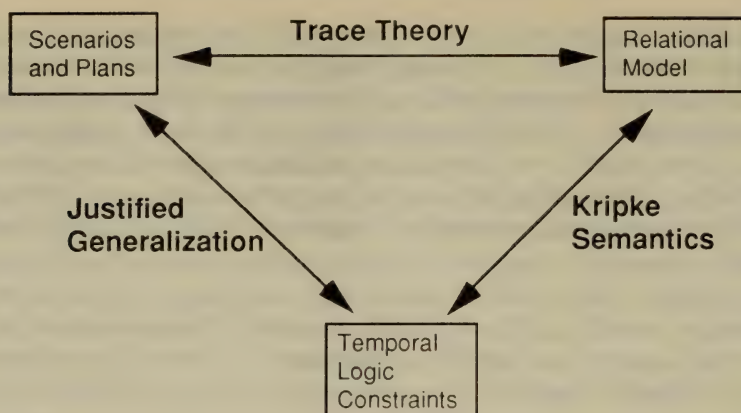 Scenarios
and Plans
Trace Theory
Relational
Model
Justified
Generalization
Kripke
Semantics
Temporal
Logic
Constraints